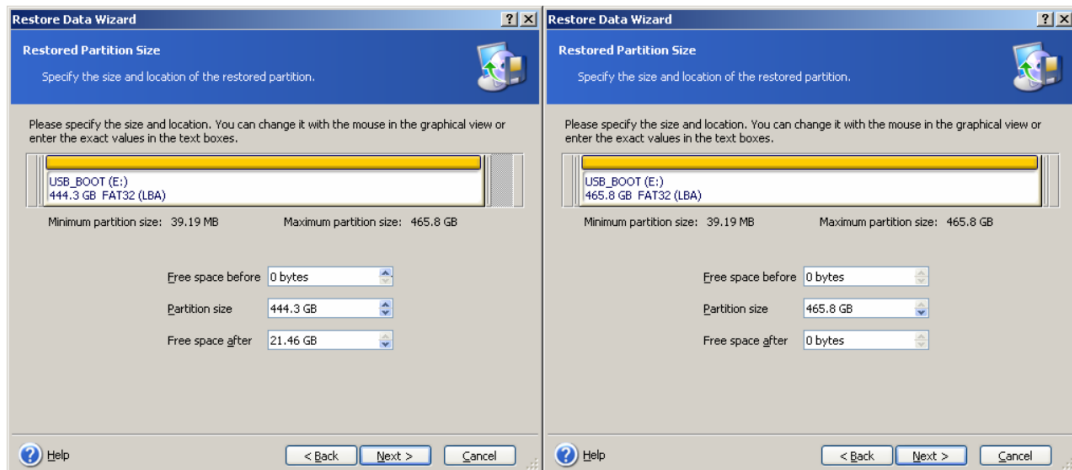 Restore Data Wizard
Restored Partition Size
Specify the size and location of the restored partition.
Please specify the size and location. You can change it with the mouse in the graphical view or
enter the exact values in the text boxes.
USB_BOOT (E:)
444.3 GB FAT32 (LBA)
Minimum partition size: 39.19 MB Maximum partition size: 465.8 GB
Free space before 0 bytes
Partition size 444.3 GB
Free space after 21.46 GB
Help < Back Next > Cancel
Restore Data Wizard
Restored Partition Size
Specify the size and location of the restored partition.
Please specify the size and location. You can change it with the mouse in the graphical view or
enter the exact values in the text boxes.
USB_BOOT (E:)
465.8 GB FAT32 (LBA)
Minimum partition size: 39.19 MB Maximum partition size: 465.8 GB
Free space before 0 bytes
Partition size 465.8 GB
Free space after 0 bytes
Help < Back Next > Cancel